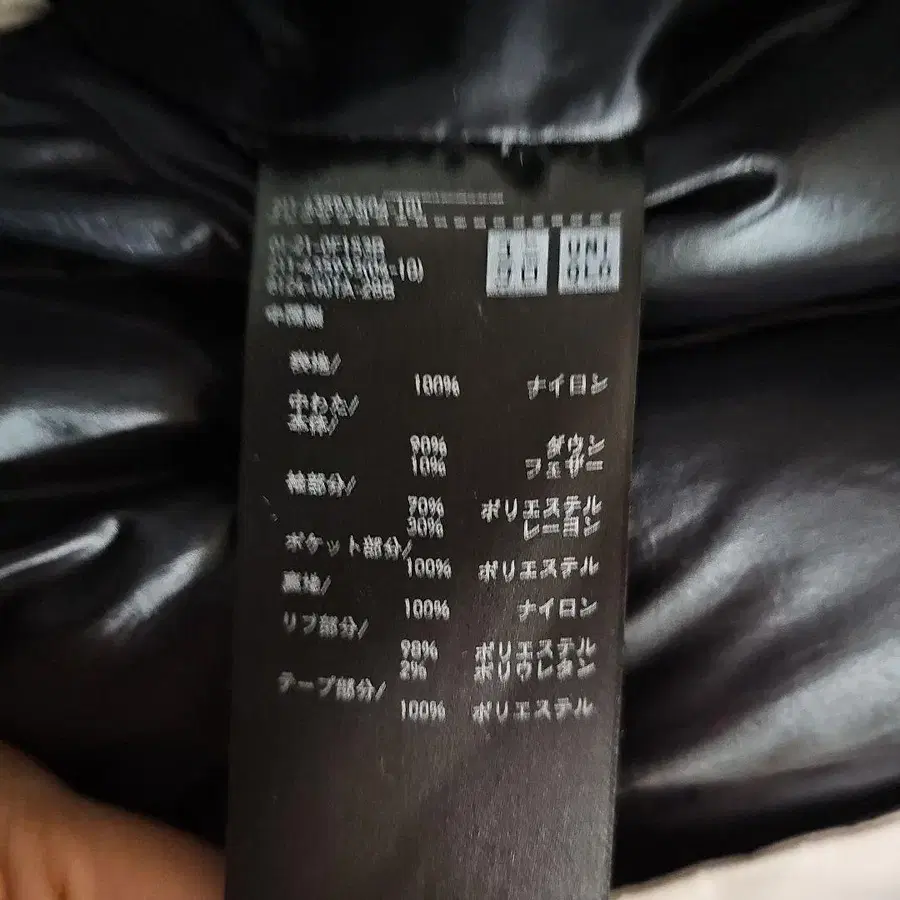 UNI
QLO
中国製
表地/
100% ナイロン
中わた/
本体/
90% ダウン
10% フェザー
袖部分/
70% ポリエステル
30% レーヨン
ポケット部分/
100% ポリエステル
裏地/
100% ナイロン
リブ部分/
98% ポリエステル
2% ポリウレタン
テープ部分/
100% ポリエステル